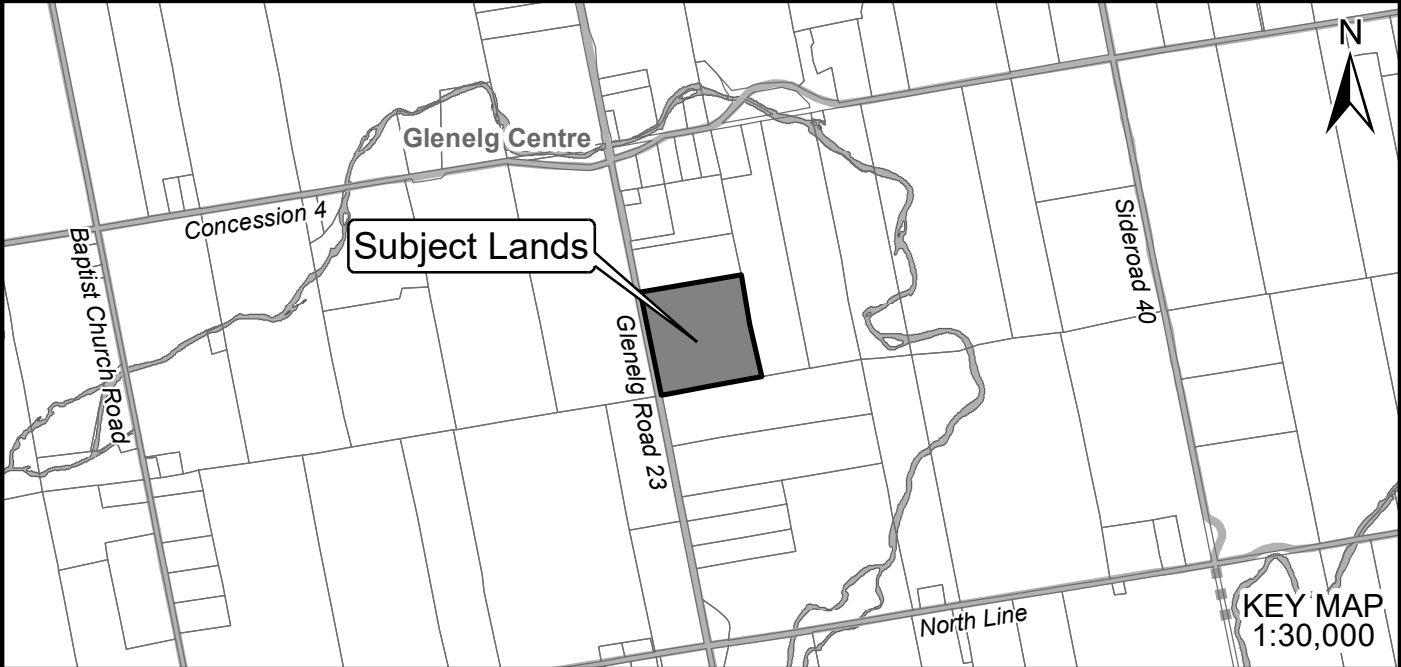 N
Glenelg Centre
Concession 4
Subject Lands
Baptist Church Road
Sideroad 40
Glenelg Road 23
North Line
KEY MAP
1:30,000